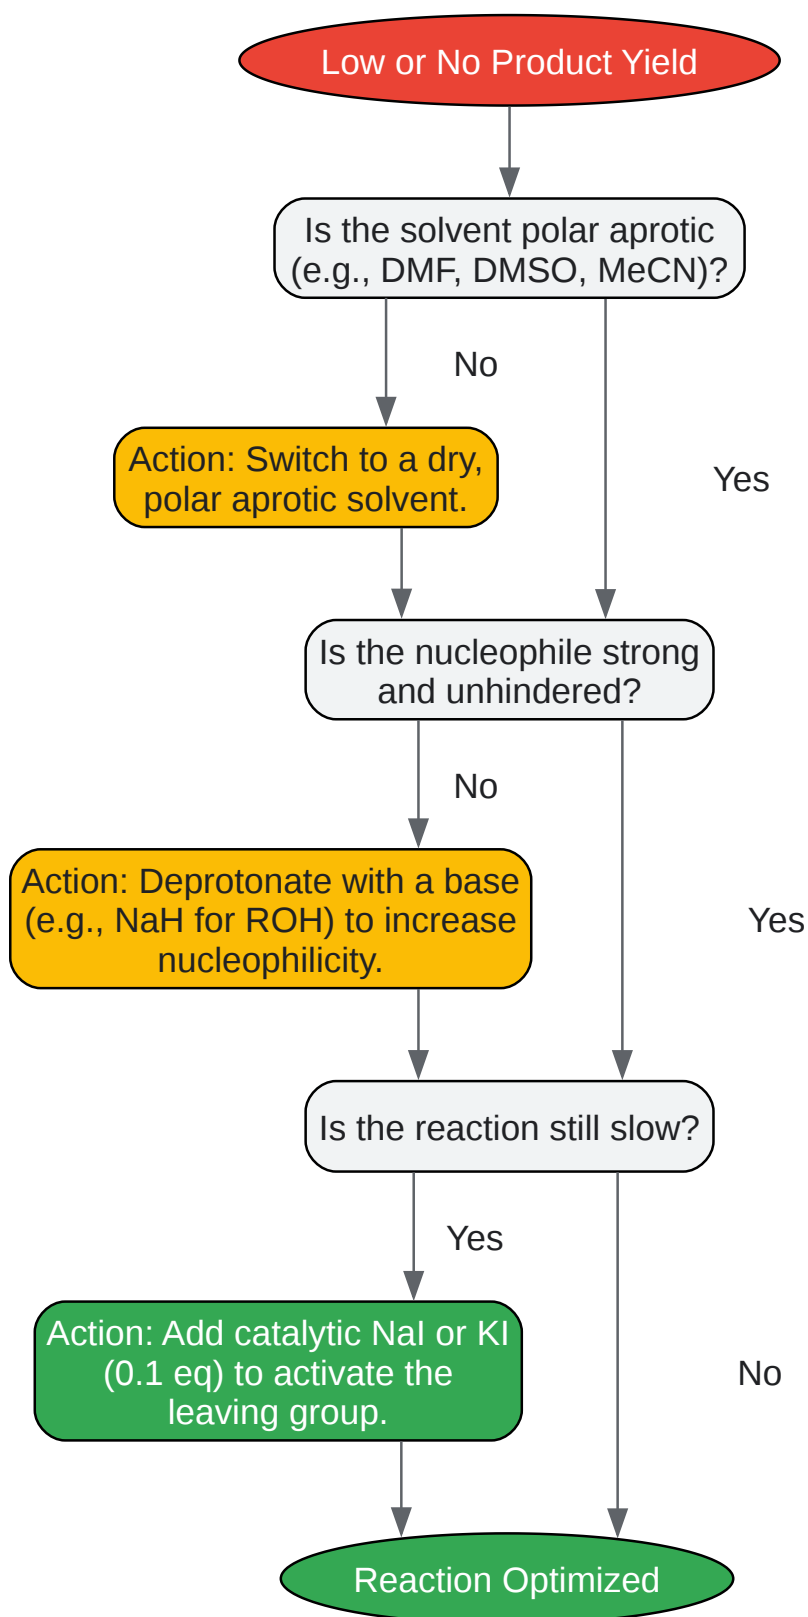 Low or No Product Yield
Is the solvent polar aprotic
(e.g., DMF, DMSO, MeCN)?
No
Action: Switch to a dry,
polar aprotic solvent.
Yes
Is the nucleophile strong
and unhindered?
No
Action: Deprotonate with a base
(e.g., NaH for ROH) to increase
nucleophilicity.
Yes
Is the reaction still slow?
Yes
Action: Add catalytic NaI or KI
(0.1 eq) to activate the
leaving group.
No
Reaction Optimized